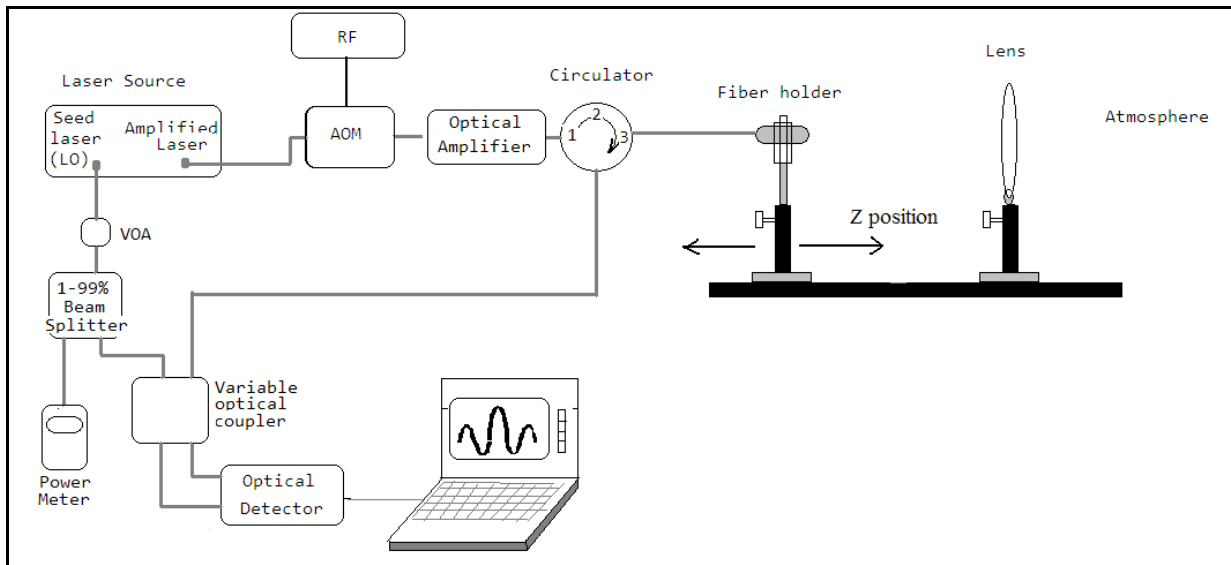 RF
Laser Source
Seed
laser
(LO)
Amplified
Laser
AOM
Optical
Amplifier
Circulator
1
2
3
Fiber holder
Lens
Atmosphere
Z position
VOA
1-99%
Beam
Splitter
Variable
optical
coupler
Power
Meter
Optical
Detector